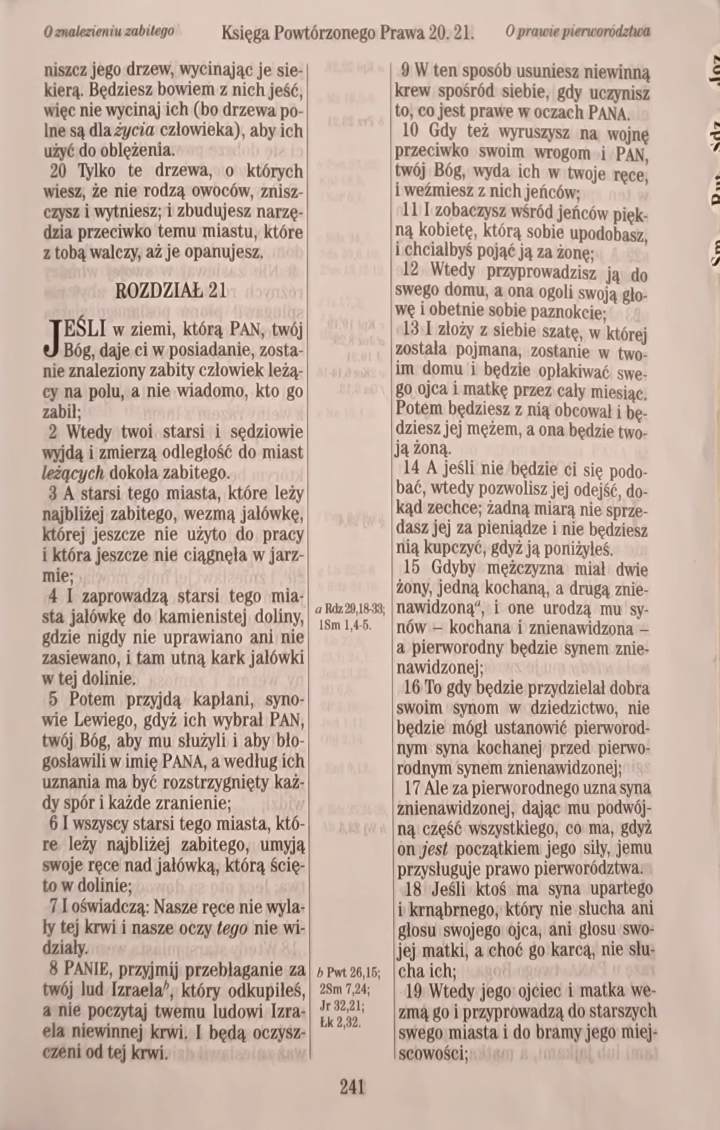 O znalezieniu zabitego
Księga Powtórzonego Prawa 20. 21.
O prawie pierworództwa
niszcz jego drzew, wycinając je sie-
kierą. Będziesz bowiem z nich jeść,
więc nie wycinaj ich (bo drzewa po-
lne są dla życia człowieka), aby ich
użyć do oblężenia.
20 Tylko te drzewa, o których
wiesz, że nie rodzą owoców, znisz-
czysz i wytniesz; i zbudujesz narzę-
dzia przeciwko temu miastu, które
z tobą walczy, aż je opanujesz.
ROZDZIAŁ 21
JEŚLI w ziemi, którą PAN, twój
Bóg, daje ci w posiadanie, zosta-
nie znaleziony zabity człowiek leżą-
cy na polu, a nie wiadomo, kto go
zabił;
2 Wtedy twoi starsi i sędziowie
wyjdą i zmierzą odległość do miast
leżących dokoła zabitego.
3 A starsi tego miasta, które leży
najbliżej zabitego, wezmą jałówkę,
której jeszcze nie użyto do pracy
i która jeszcze nie ciągnęła w jarz-
mie;
4 I zaprowadzą starsi tego mia-
sta jałówkę do kamienistej doliny,
gdzie nigdy nie uprawiano ani nie
zasiewano, i tam utną kark jałówki
w tej dolinie.
5 Potem przyjdą kapłani, syno-
wie Lewiego, gdyż ich wybrał PAN,
twój Bóg, aby mu służyli i aby bło-
gosławili w imię PANA, a według ich
uznania ma być rozstrzygnięty każ-
dy spór i każde zranienie;
6 I wszyscy starsi tego miasta, któ-
re leży najbliżej zabitego, umyją
swoje ręce nad jałówką, którą ścię-
to w dolinie;
7 I oświadczą: Nasze ręce nie wyla-
ły tej krwi i nasze oczy tego nie wi-
działy.
8 PANIE, przyjmij przebłaganie za
twój lud Izraelaᵇ, który odkupiłeś,
a nie poczytaj twemu ludowi Izra-
ela niewinnej krwi. I będą oczysz-
czeni od tej krwi.
a Rdz 29,18-33;
1Sm 1,4-5.
b Pwt 26,15;
2Sm 7,24;
Jr 32,21;
Łk 2,32.
9 W ten sposób usuniesz niewinną
krew spośród siebie, gdy uczynisz
to, co jest prawe w oczach PANA.
10 Gdy też wyruszysz na wojnę
przeciwko swoim wrogom i PAN,
twój Bóg, wyda ich w twoje ręce,
i weźmiesz z nich jeńców;
11 I zobaczysz wśród jeńców pięk-
ną kobietę, którą sobie upodobasz,
i chciałbyś pojąć ją za żonę;
12 Wtedy przyprowadzisz ją do
swego domu, a ona ogoli swoją gło-
wę i obetnie sobie paznokcie;
13 I złoży z siebie szatę, w której
została pojmana, zostanie w two-
im domu i będzie opłakiwać swe-
go ojca i matkę przez cały miesiąc.
Potem będziesz z nią obcował i bę-
dziesz jej mężem, a ona będzie two-
ją żoną.
14 A jeśli nie będzie ci się podo-
bać, wtedy pozwolisz jej odejść, do-
kąd zechce; żadną miarą nie sprze-
dasz jej za pieniądze i nie będziesz
nią kupczyć, gdyż ją poniżyłeś.
15 Gdyby mężczyzna miał dwie
żony, jedną kochaną, a drugą znie-
nawidzonąᵃ, i one urodzą mu sy-
nów – kochana i znienawidzona –
a pierworodny będzie synem znie-
nawidzonej;
16 To gdy będzie przydzielał dobra
swoim synom w dziedzictwo, nie
będzie mógł ustanowić pierworod-
nym syna kochanej przed pierwo-
rodnym synem znienawidzonej;
17 Ale za pierworodnego uzna syna
znienawidzonej, dając mu podwój-
ną część wszystkiego, co ma, gdyż
on jest początkiem jego siły, jemu
przysługuje prawo pierworództwa.
18 Jeśli ktoś ma syna upartego
i krnąbrnego, który nie słucha ani
głosu swojego ojca, ani głosu swo-
jej matki, a choć go karcą, nie słu-
cha ich;
19 Wtedy jego ojciec i matka we-
zmą go i przyprowadzą do starszych
swego miasta i do bramy jego miej-
scowości;
241